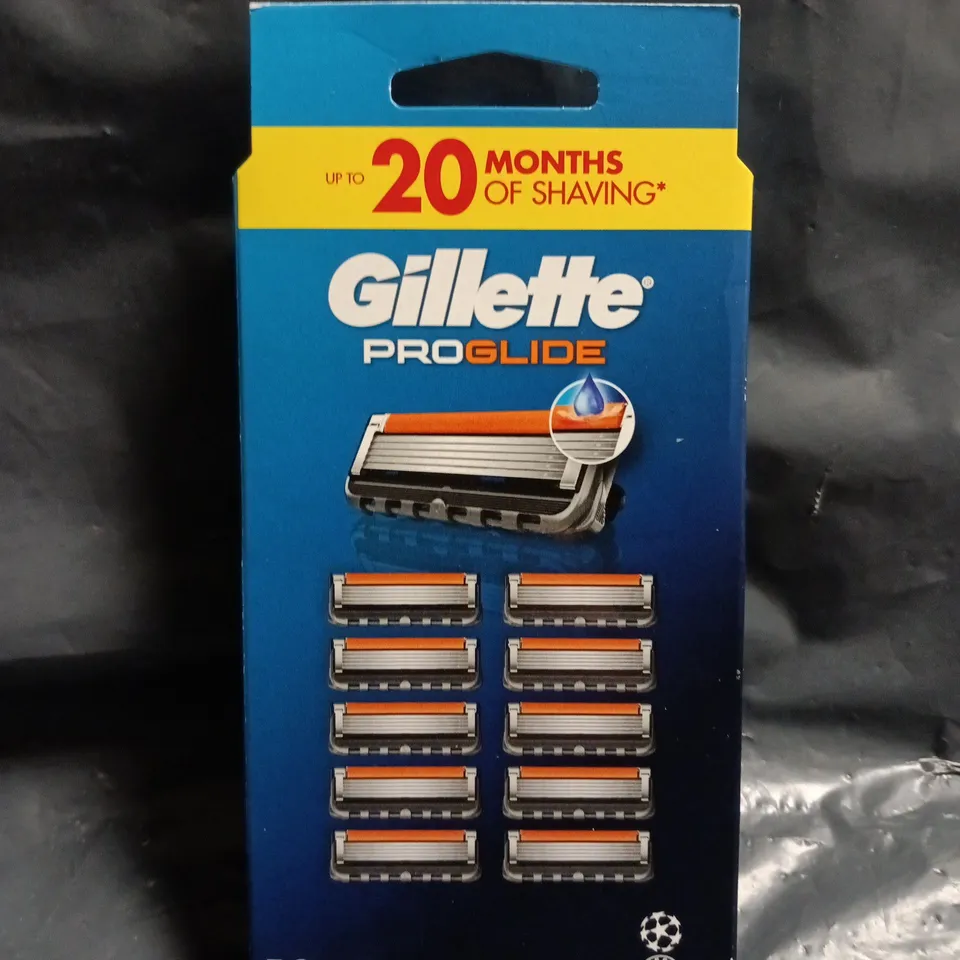 UP TO 20 MONTHS
OF SHAVING*
Gillette®
PROGLIDE